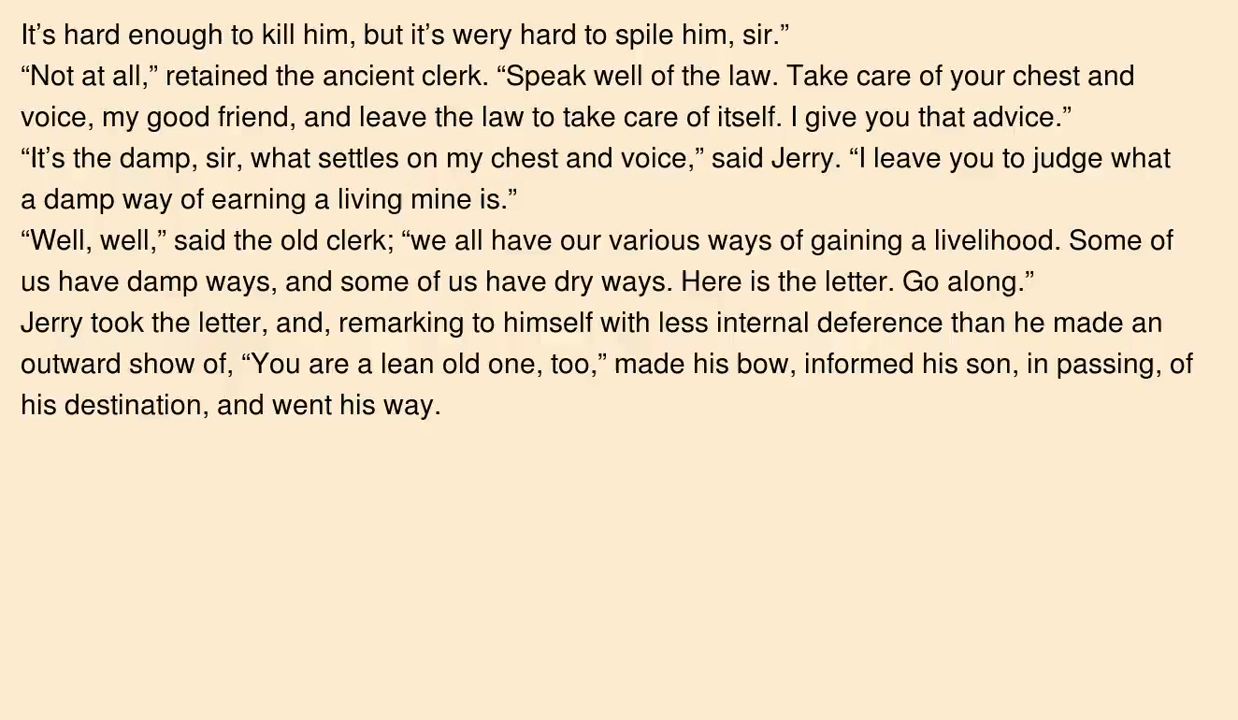 It’s hard enough to kill him, but it’s wery hard to spile him, sir.”
“Not at all,” retained the ancient clerk. “Speak well of the law. Take care of your chest and
voice, my good friend, and leave the law to take care of itself. I give you that advice.”
“It’s the damp, sir, what settles on my chest and voice,” said Jerry. “I leave you to judge what
a damp way of earning a living mine is.”
“Well, well,” said the old clerk; “we all have our various ways of gaining a livelihood. Some of
us have damp ways, and some of us have dry ways. Here is the letter. Go along.”
Jerry took the letter, and, remarking to himself with less internal deference than he made an
outward show of, “You are a lean old one, too,” made his bow, informed his son, in passing, of
his destination, and went his way.